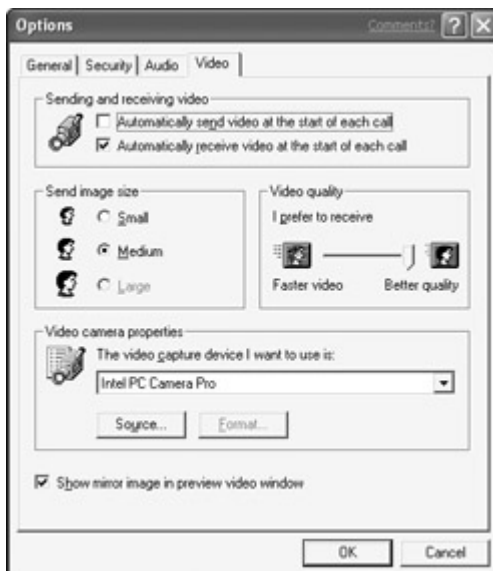 Options Comments? ? X
General Security Audio Video
Sending and receiving video
Automatically send video at the start of each call
Automatically receive video at the start of each call
Send image size
Small
Medium
Large
Video quality
I prefer to receive
Faster video Better quality
Video camera properties
The video capture device I want to use is:
Intel PC Camera Pro
Source... Format...
Show mirror image in preview video window
OK Cancel